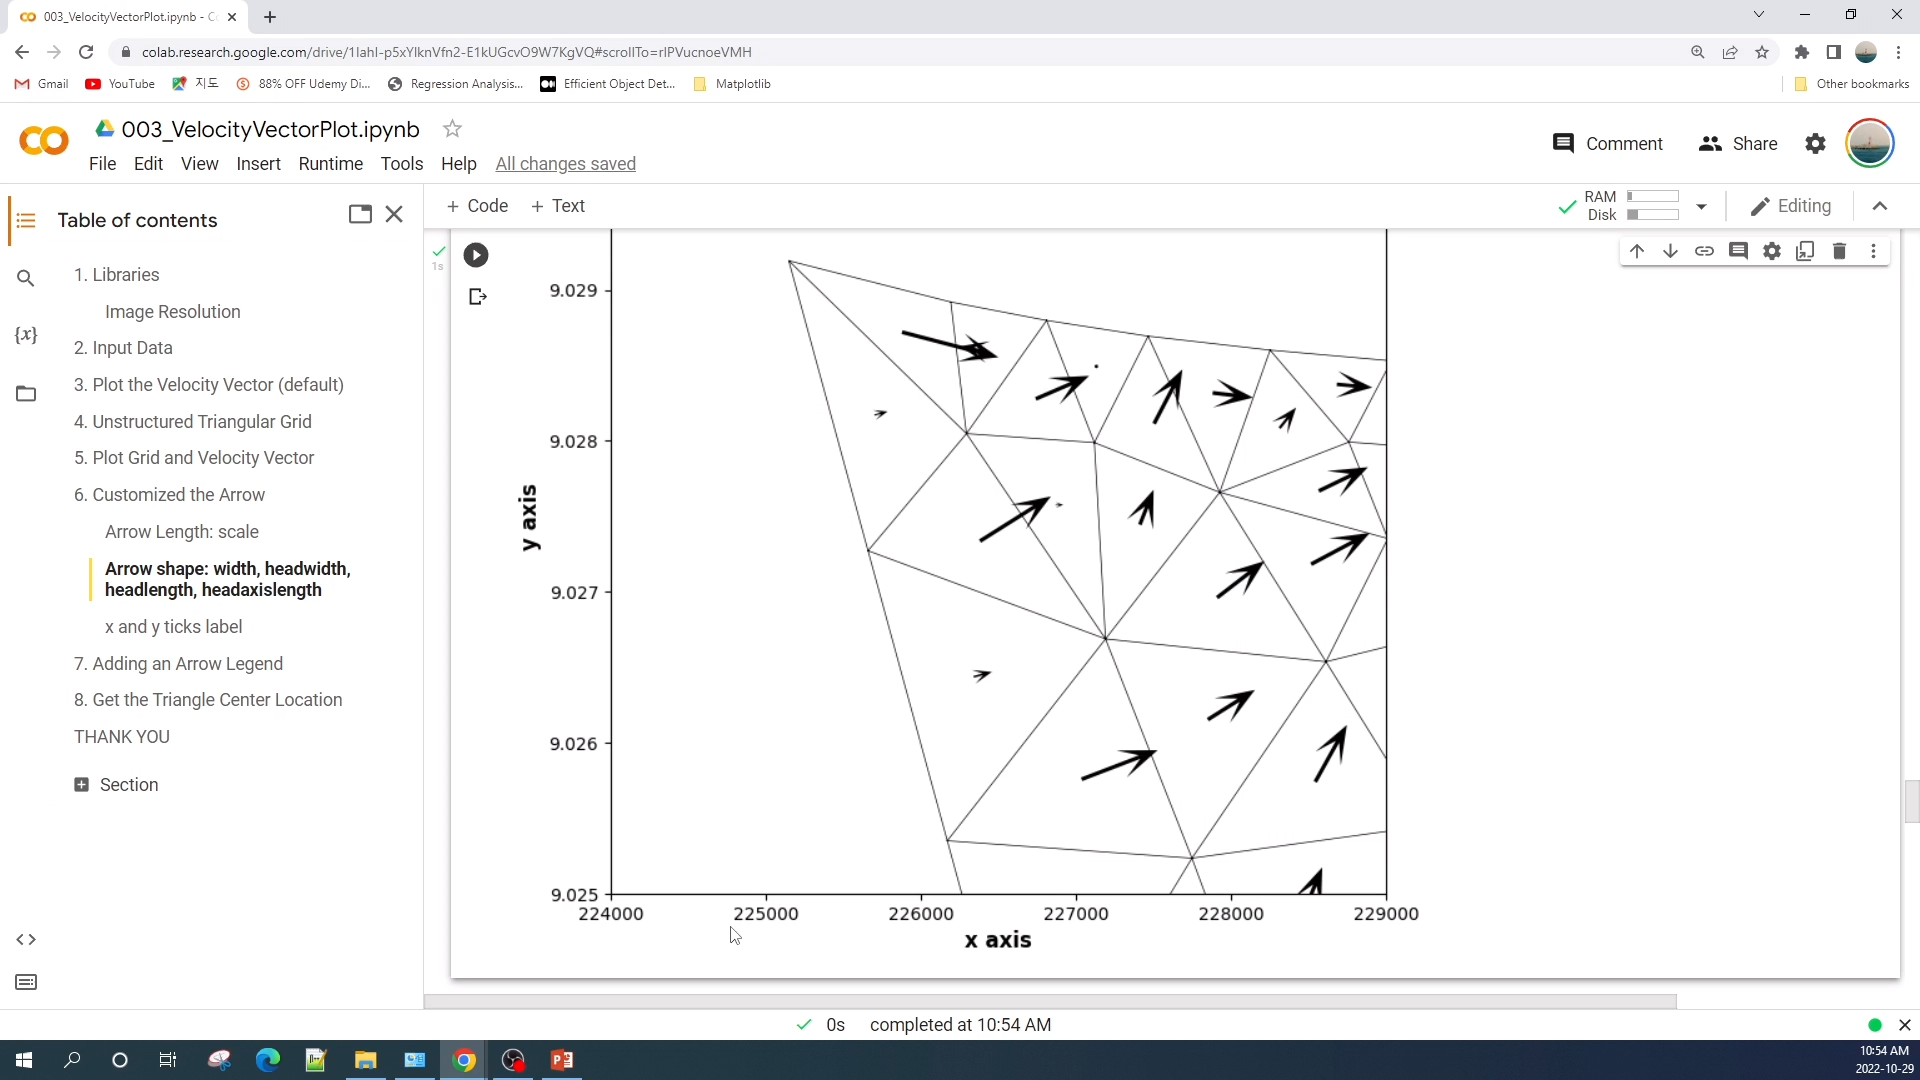 003_VelocityVectorPlot.ipynb - C
colab.research.google.com/drive/1IahI-p5xYIknVfn2-E1kUGcvO9W7KgVQ#scrollTo=rIPVucnoeVMH
Gmail
YouTube
지도
88% OFF Udemy Di...
Regression Analysis...
Efficient Object Det...
Matplotlib
Other bookmarks
003_VelocityVectorPlot.ipynb
Comment
Share
File Edit View Insert Runtime Tools Help All changes saved
Table of contents
+ Code + Text
RAM
Disk
Editing
1. Libraries
Image Resolution
2. Input Data
3. Plot the Velocity Vector (default)
4. Unstructured Triangular Grid
5. Plot Grid and Velocity Vector
6. Customized the Arrow
Arrow Length: scale
Arrow shape: width, headwidth,
headlength, headaxislength
x and y ticks label
7. Adding an Arrow Legend
8. Get the Triangle Center Location
THANK YOU
Section
{x}
1s
9.029
9.028
9.027
9.026
9.025
y axis
224000 225000 226000 227000 228000 229000
x axis
0s completed at 10:54 AM
10:54 AM
2022-10-29